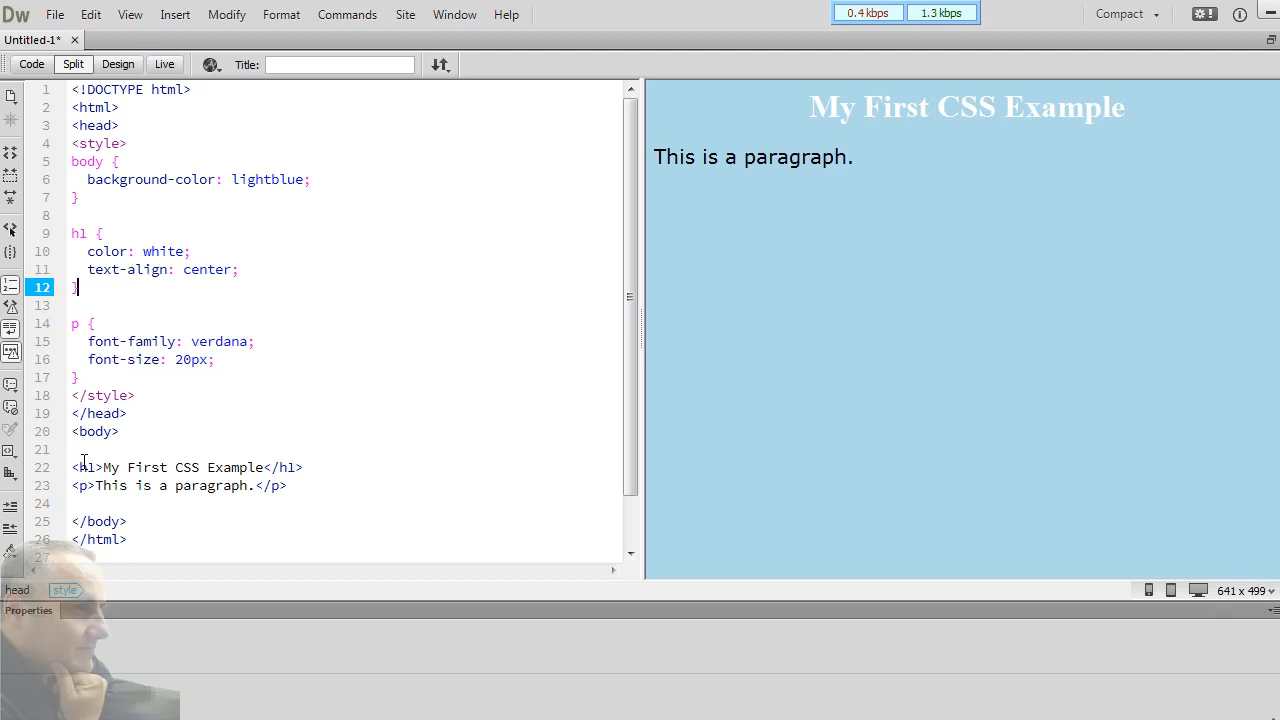 Dw File Edit View Insert Modify Format Commands Site Window Help 0.4 kbps 1.3 kbps Compact
Untitled-1*
Code Split Design Live Title:
1 <!DOCTYPE html>
2 <html>
3 <head>
4 <style>
5 body {
6 background-color: lightblue;
7 }
8
9 h1 {
10 color: white;
11 text-align: center;
12 }
13
14 p {
15 font-family: verdana;
16 font-size: 20px;
17 }
18 </style>
19 </head>
20 <body>
21
22 <h1>My First CSS Example</h1>
23 <p>This is a paragraph.</p>
24
25 </body>
26 </html>
27
My First CSS Example
This is a paragraph.
head style 641 x 499
Properties